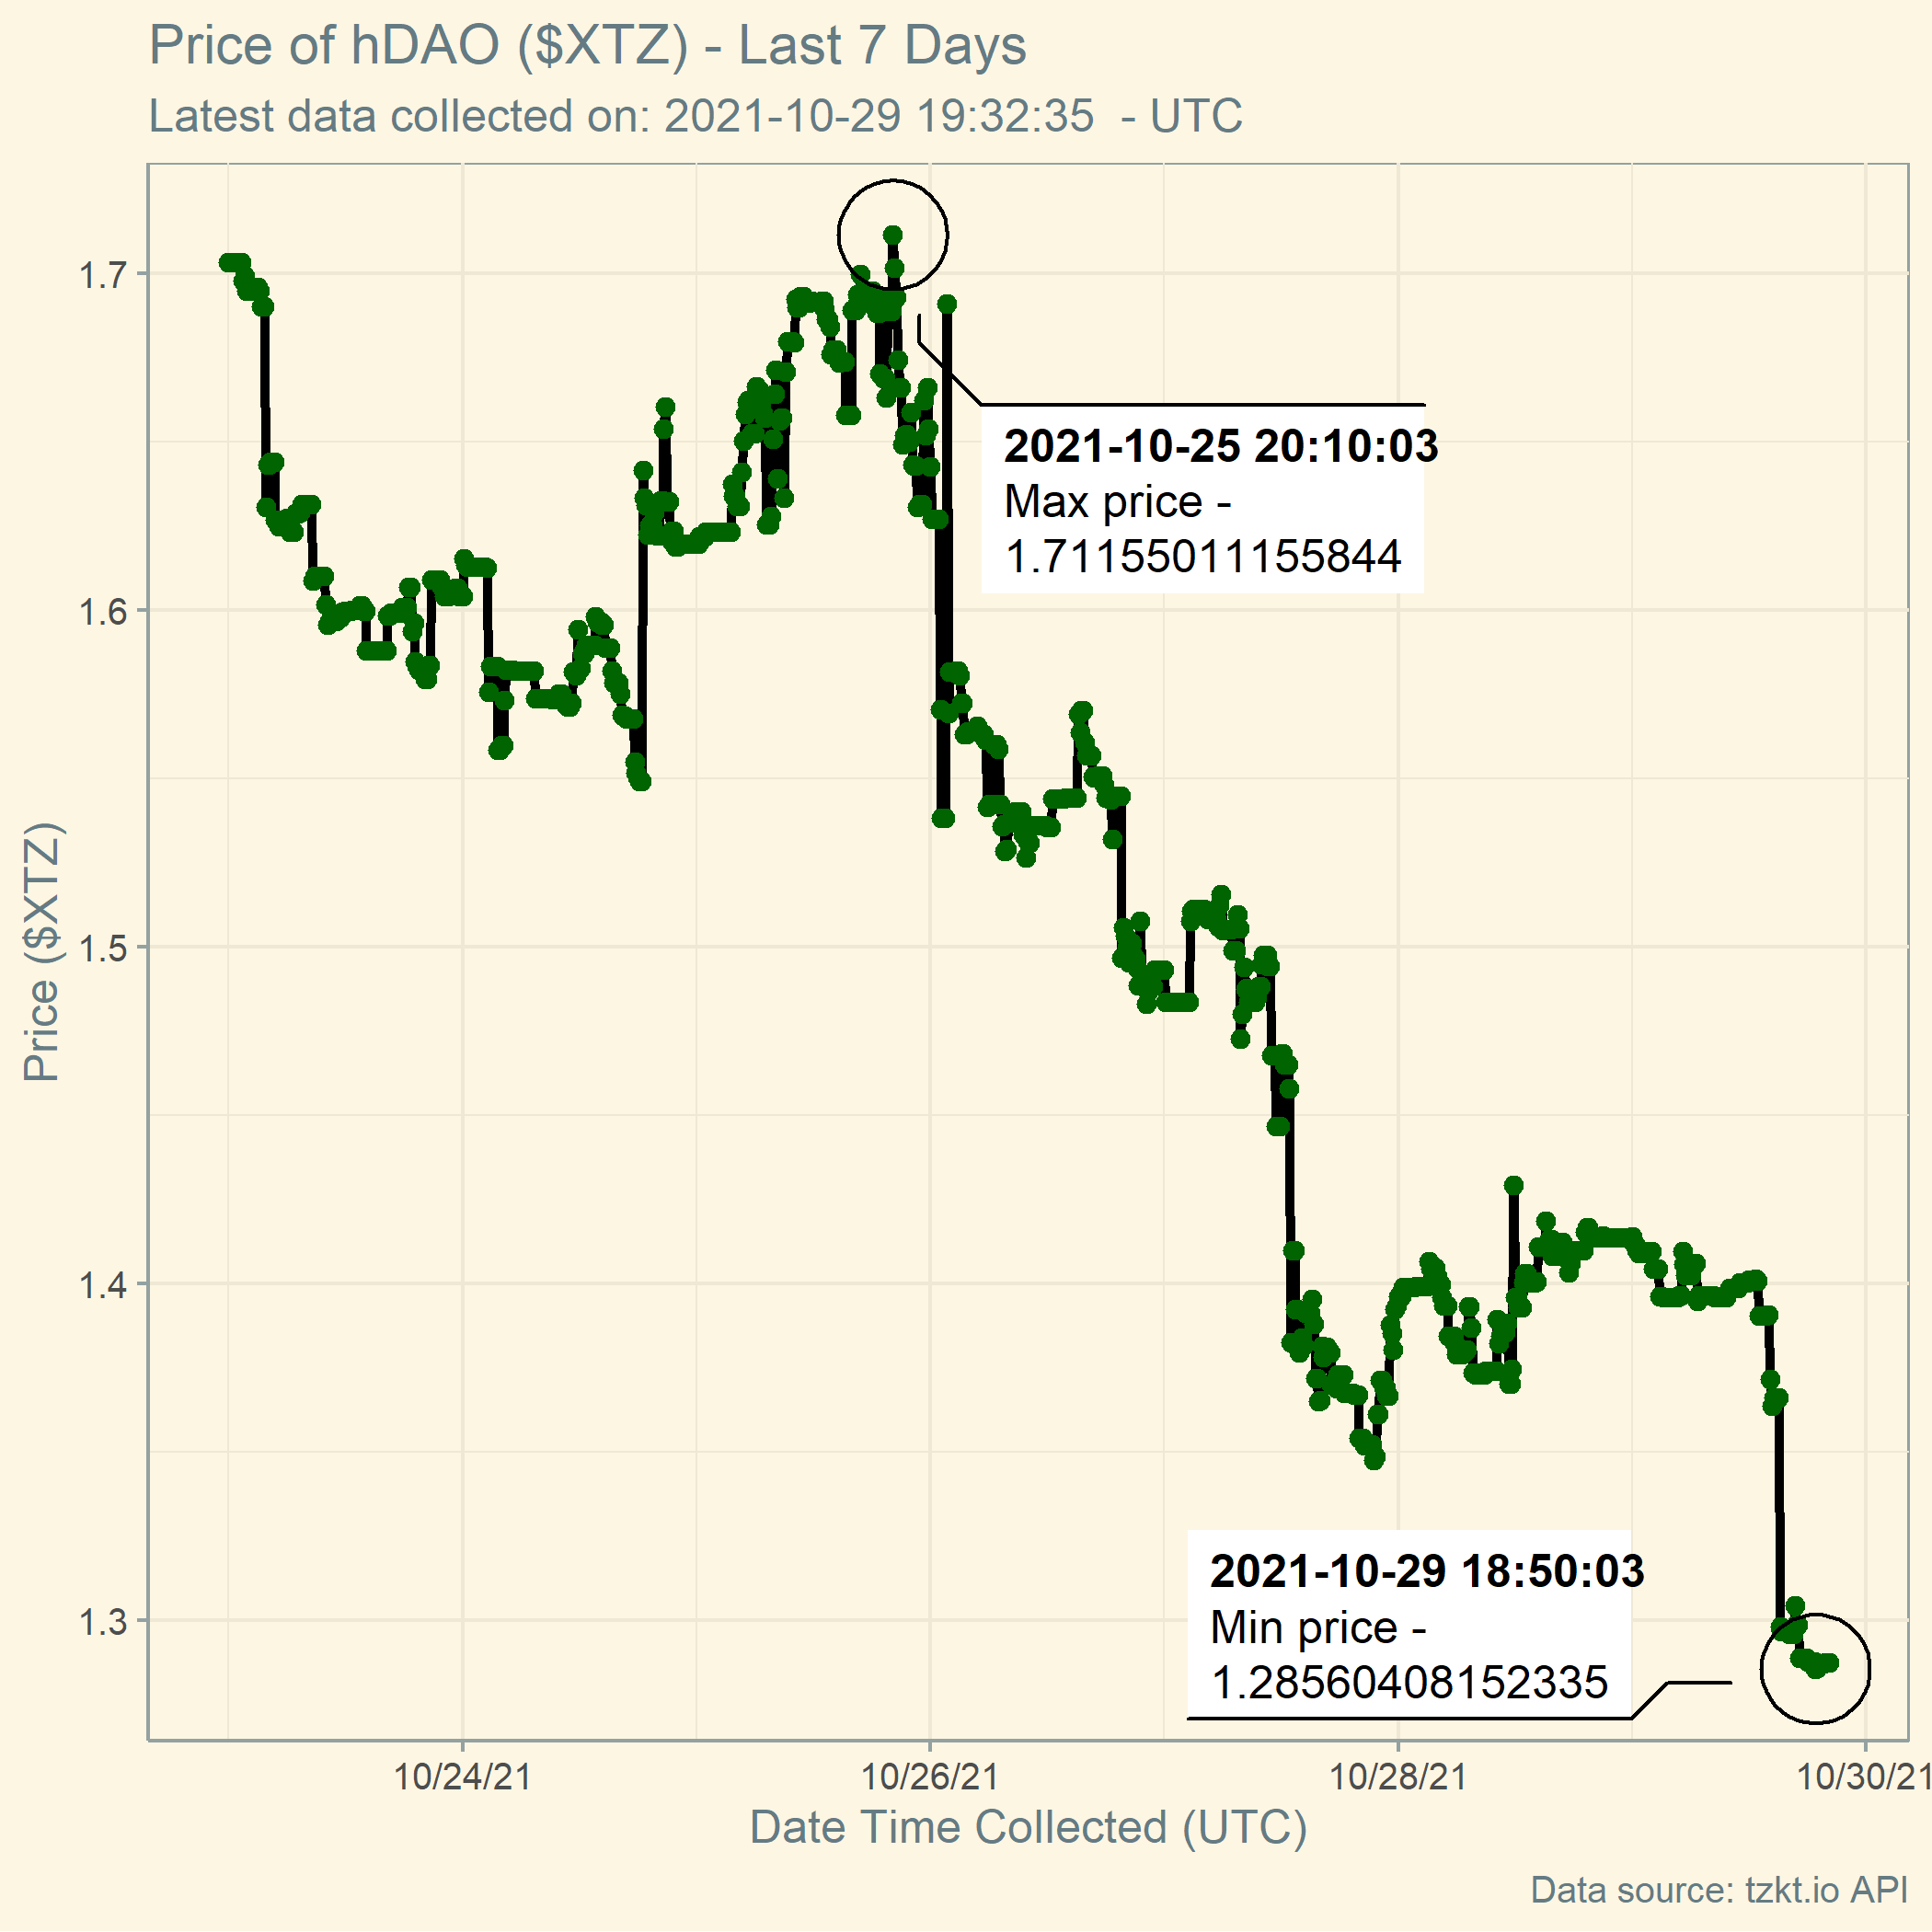 Price of hDAO ($XTZ) - Last 7 Days
Latest data collected on: 2021-10-29 19:32:35  - UTC
Price ($XTZ)
1.7
1.6
1.5
1.4
1.3
2021-10-25 20:10:03
Max price -
1.71155011155844
2021-10-29 18:50:03
Min price -
1.28560408152335
10/24/21
10/26/21
10/28/21
10/30/21
Date Time Collected (UTC)
Data source: tzkt.io API